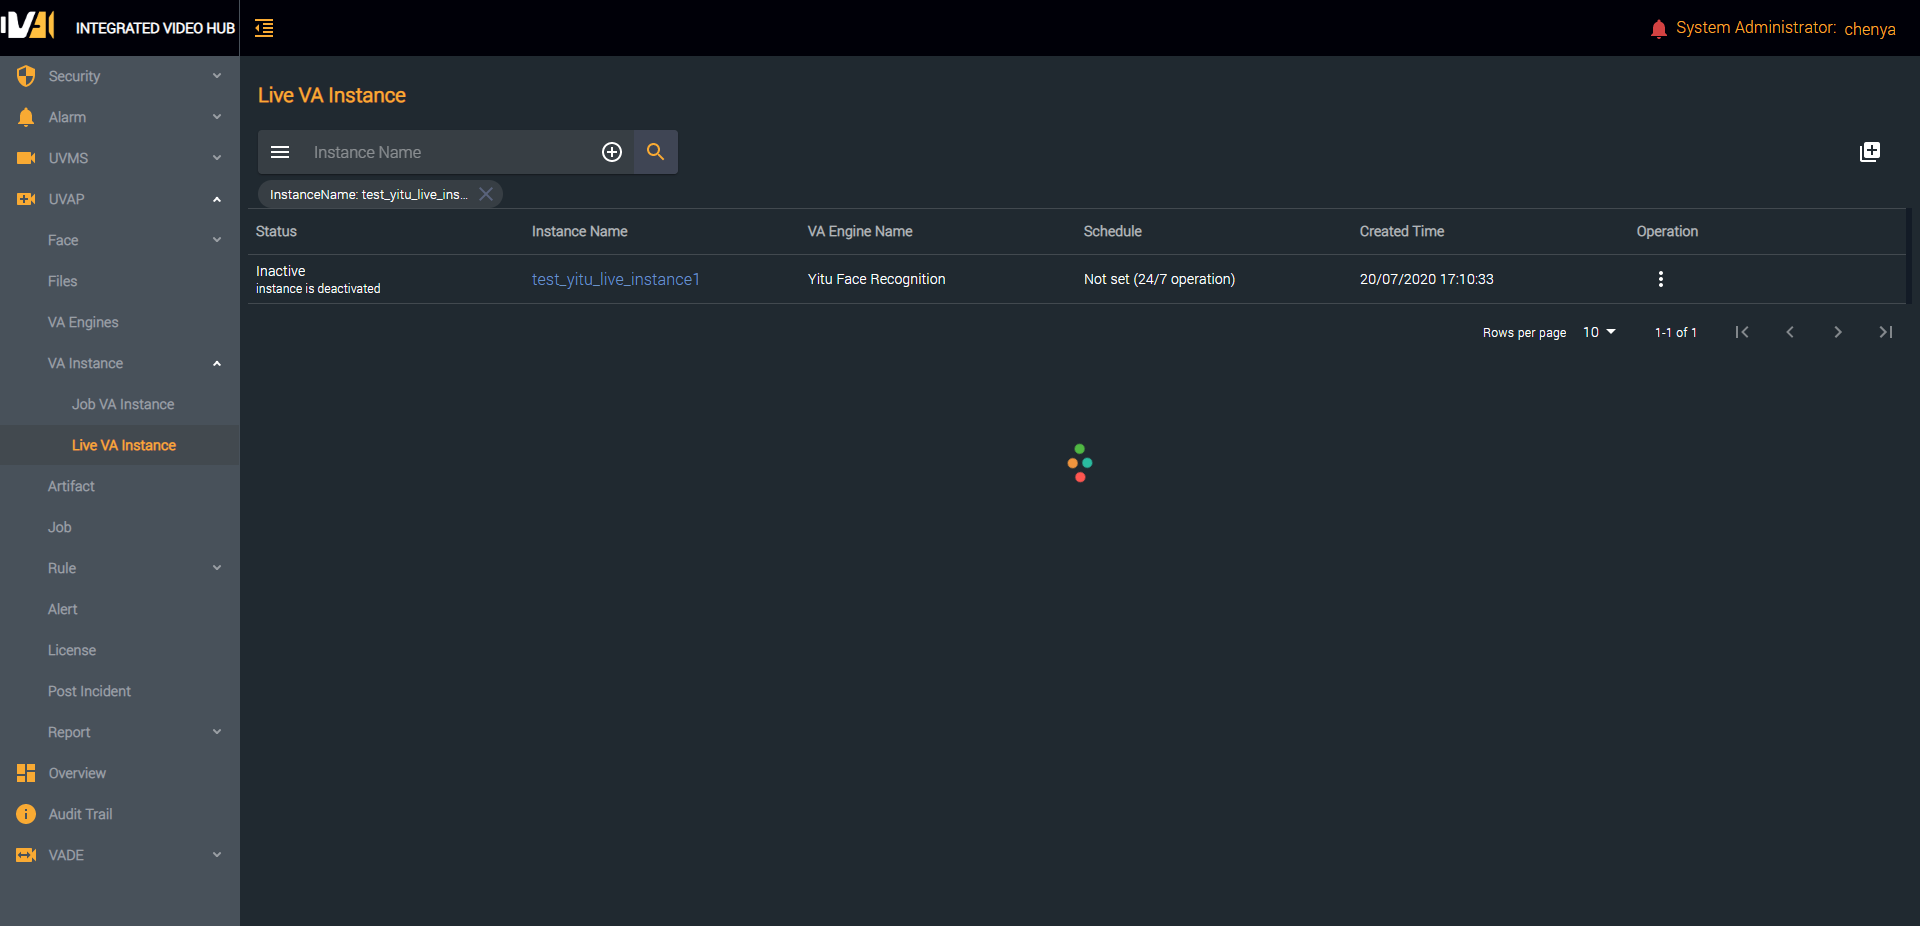 IVH INTEGRATED VIDEO HUB
System Administrator: chenya
Security
Alarm
UVMS
UVAP
Face
Files
VA Engines
VA Instance
Job VA Instance
Live VA Instance
Artifact
Job
Rule
Alert
License
Post Incident
Report
Overview
Audit Trail
VADE
Live VA Instance
Instance Name
InstanceName: test_yitu_live_ins...
Status Instance Name VA Engine Name Schedule Created Time Operation
Inactive test_yitu_live_instance1 Yitu Face Recognition Not set (24/7 operation) 20/07/2020 17:10:33
instance is deactivated
Rows per page 10 1-1 of 1